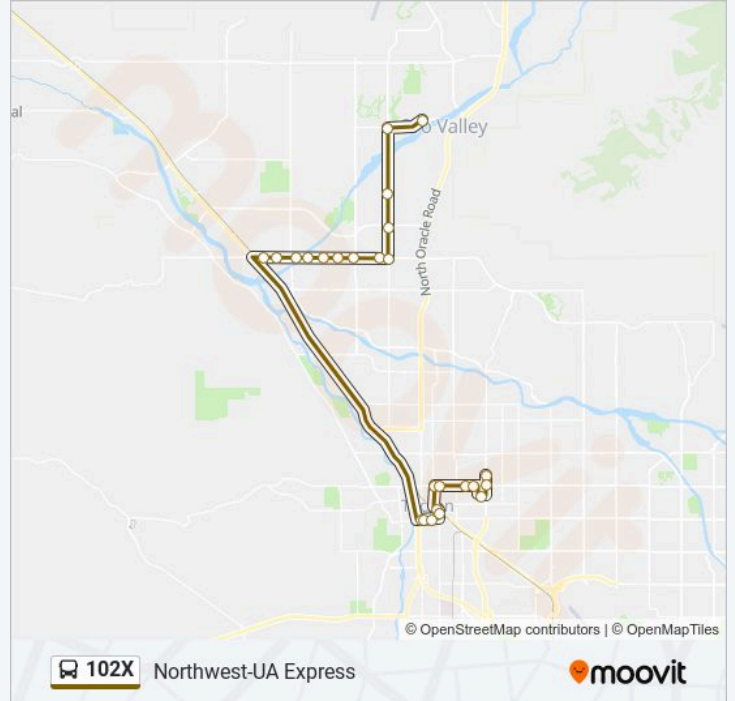 al
o Valley
North Oracle Road
T
n
© OpenStreetMap contributors | © OpenMapTiles
102X Northwest-UA Express
moovit